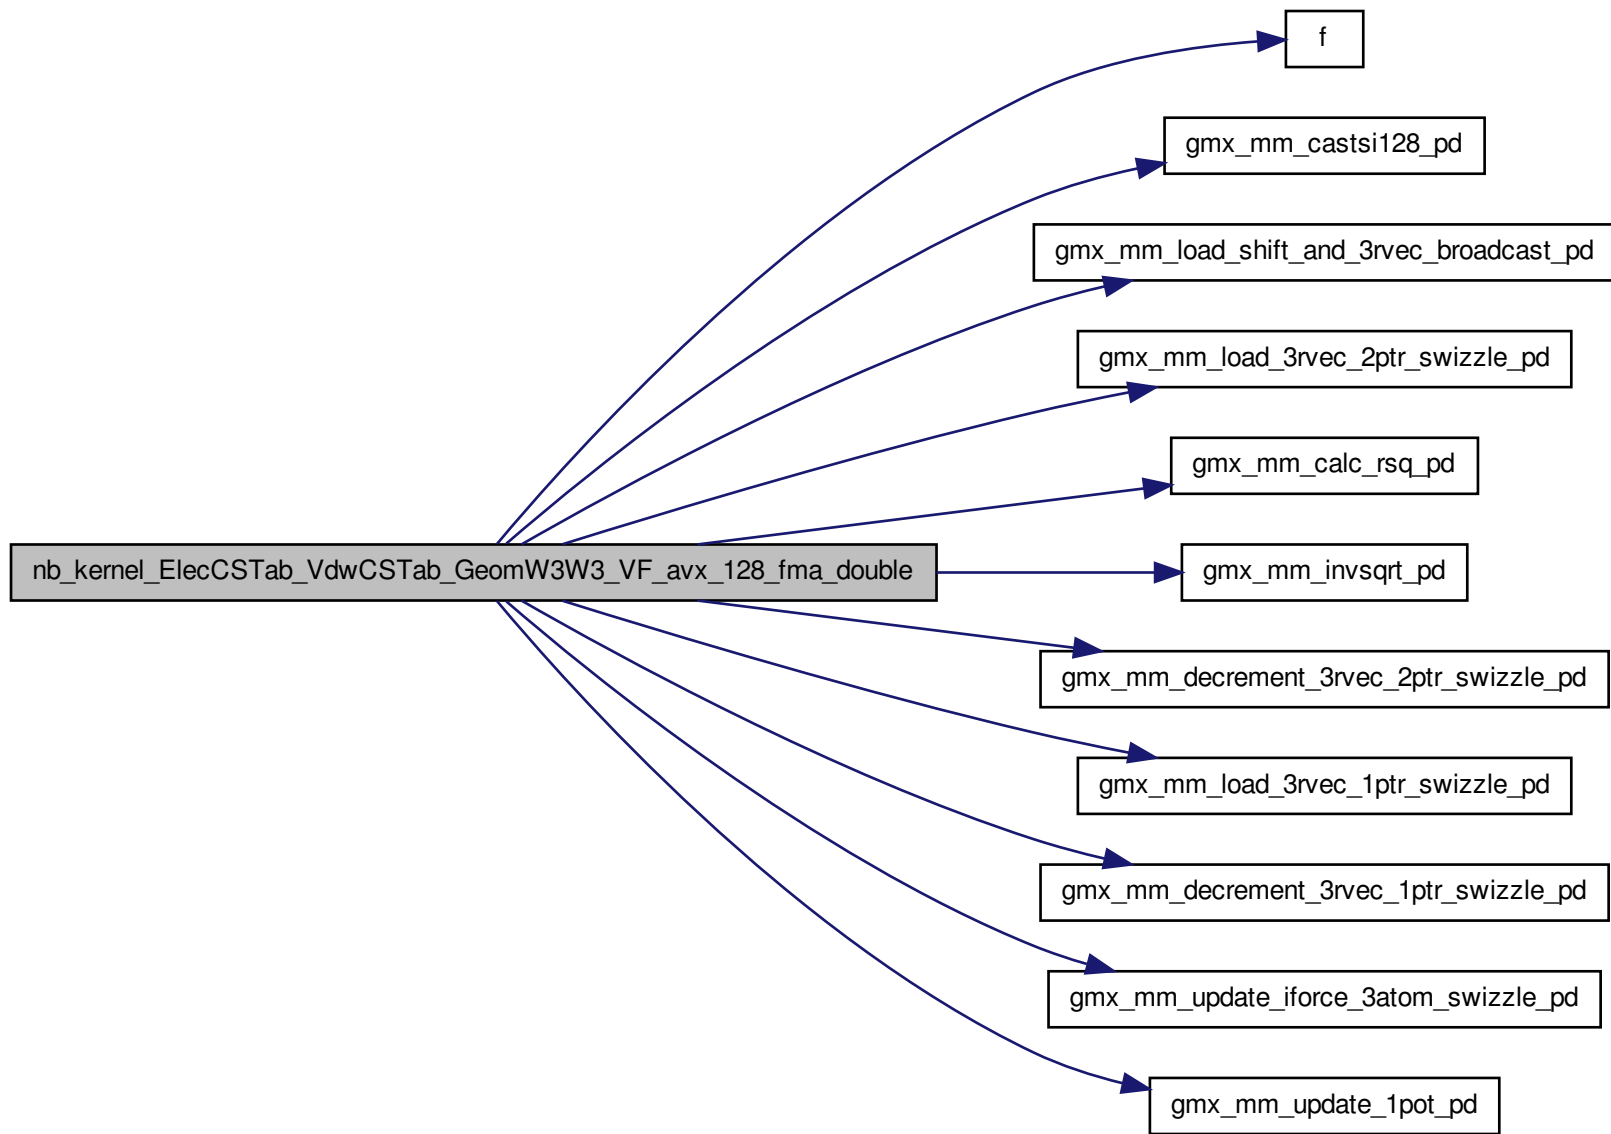 f
gmx_mm_castsi128_pd
gmx_mm_load_shift_and_3rvec_broadcast_pd
gmx_mm_load_3rvec_2ptr_swizzle_pd
gmx_mm_calc_rsq_pd
nb_kernel_ElecCSTab_VdwCSTab_GeomW3W3_VF_avx_128_fma_double
gmx_mm_invsqrt_pd
gmx_mm_decrement_3rvec_2ptr_swizzle_pd
gmx_mm_load_3rvec_1ptr_swizzle_pd
gmx_mm_decrement_3rvec_1ptr_swizzle_pd
gmx_mm_update_iforce_3atom_swizzle_pd
gmx_mm_update_1pot_pd